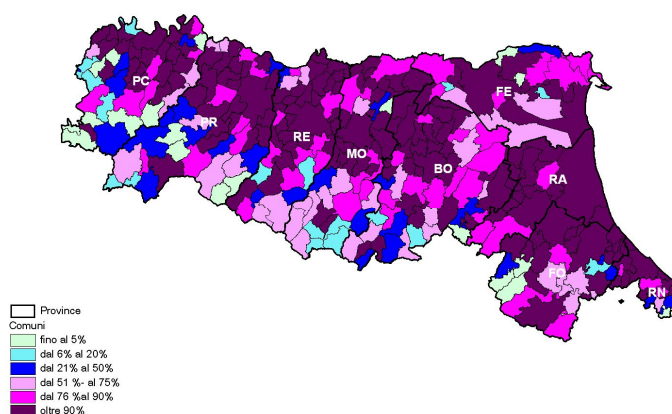 PC
PR
RE
MO
BO
FE
RA
FO
RN
Province
Comuni
fino al 5%
dal 6% al 20%
dal 21% al 50%
dal 51 %- al 75%
dal 76 %al 90%
oltre 90%